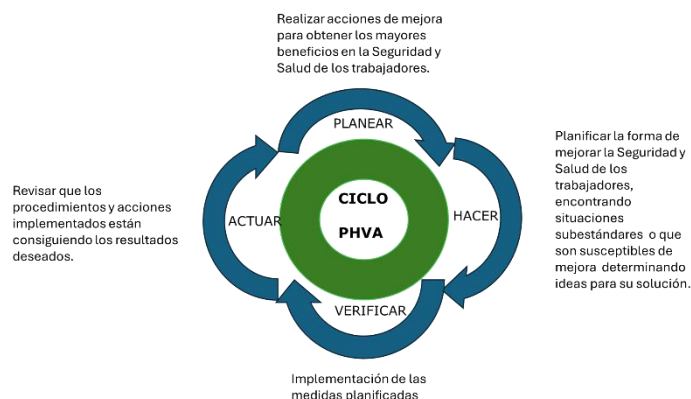 Realizar acciones de mejora
para obtener los mayores
beneficios en la Seguridad y
Salud de los trabajadores.
PLANEAR
Planificar la forma de
mejorar la Seguridad y
Salud de los
trabajadores,
encontrando
situaciones
subestándares o que
son susceptibles de
mejora determinando
ideas para su solución.
HACER
CICLO
PHVA
ACTUAR
Revisar que los
procedimientos y acciones
implementados están
consiguiendo los resultados
deseados.
VERIFICAR
Implementación de las
medidas planificadas